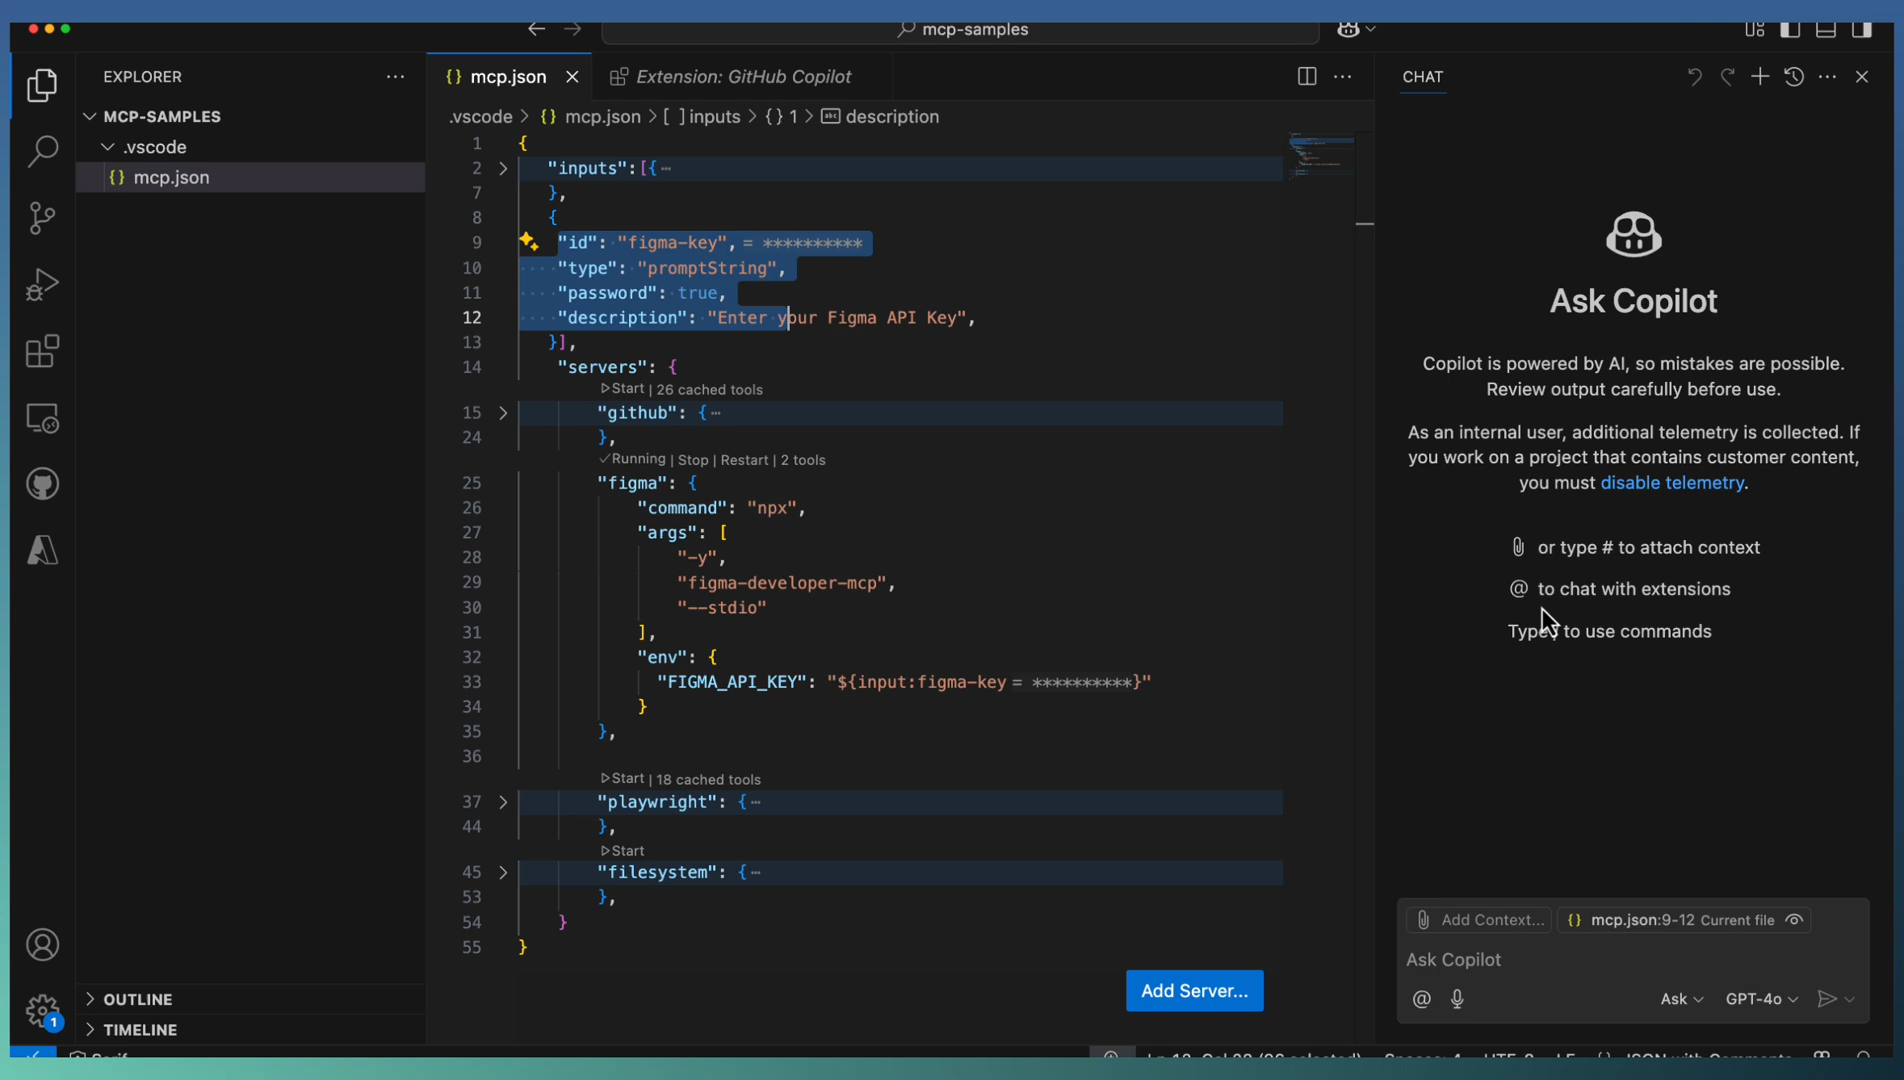 mcp-samples
EXPLORER
MCP-SAMPLES
.vscode
{} mcp.json
OUTLINE
TIMELINE
1
{} mcp.json
Extension: GitHub Copilot
.vscode > {} mcp.json > [ ] inputs > {} 1 > abc description
1 {
2 "inputs":[{ ⋯
7 },
8 {
9 "id": "figma-key", = **********
10 "type": "promptString",
11 "password": true,
12 "description": "Enter your Figma API Key",
13 }],
14 "servers": {
Start | 26 cached tools
15 "github": { ⋯
24 },
✓Running | Stop | Restart | 2 tools
25 "figma": {
26 "command": "npx",
27 "args": [
28 "-y",
29 "figma-developer-mcp",
30 "--stdio"
31 ],
32 "env": {
33 "FIGMA_API_KEY": "${input:figma-key = **********}"
34 }
35 },
36
Start | 18 cached tools
37 "playwright": { ⋯
44 },
Start
45 "filesystem": { ⋯
53 },
54 }
55 }
Add Server...
CHAT
Ask Copilot
Copilot is powered by AI, so mistakes are possible.
Review output carefully before use.
As an internal user, additional telemetry is collected. If
you work on a project that contains customer content,
you must disable telemetry.
or type # to attach context
@ to chat with extensions
Type to use commands
Add Context...
{} mcp.json:9-12 Current file
Ask Copilot
@
Ask
GPT-4o